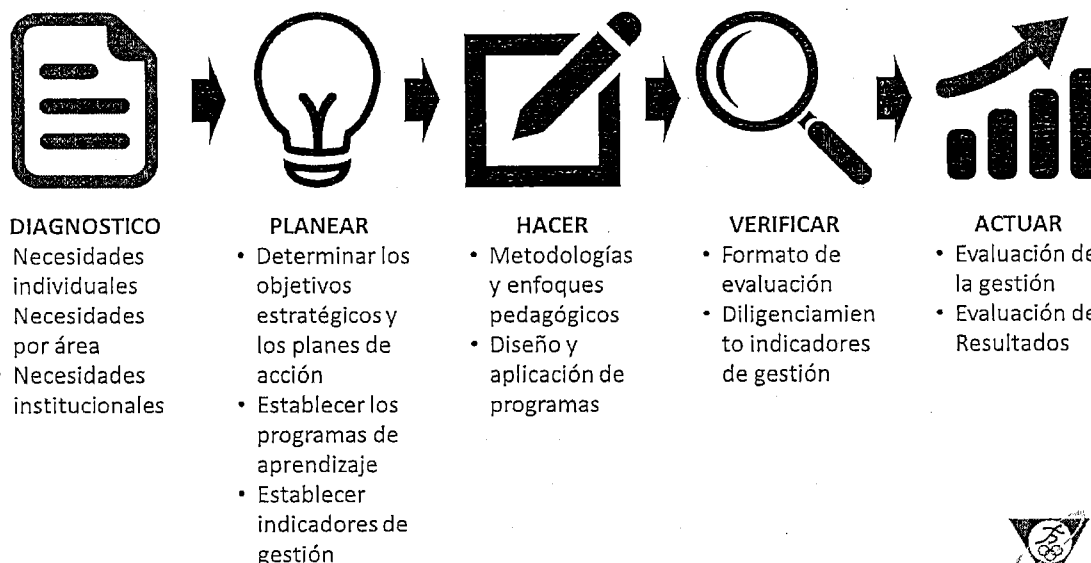 DIAGNOSTICO
Necesidades
individuales
Necesidades
por área
• Necesidades
institucionales
PLANEAR
• Determinar los
objetivos
estratégicos y
los planes de
acción
• Establecer los
programas de
aprendizaje
• Establecer
indicadores de
gestión
HACER
• Metodologías
y enfoques
pedagógicos
• Diseño y
aplicación de
programas
VERIFICAR
• Formato de
evaluación
• Diligenciamien
to indicadores
de gestión
ACTUAR
• Evaluación de
la gestión
• Evaluación de
Resultados